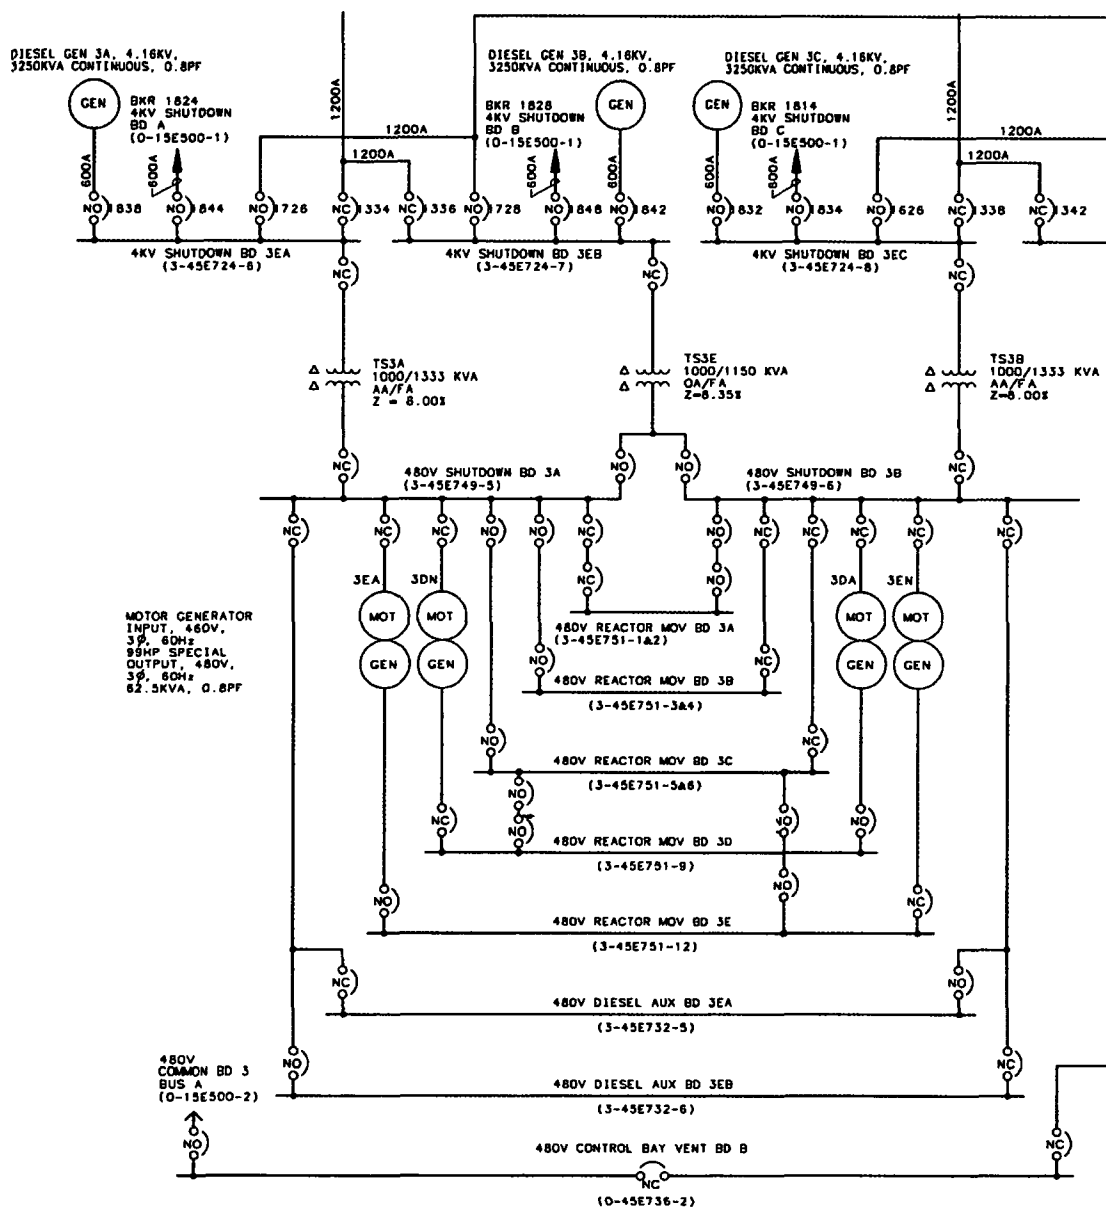 DIESEL GEN 3A, 4.16KV,
3250KVA CONTINUOUS, 0.8PF
GEN
BKR 1824
4KV SHUTDOWN
BD A
(0-15E500-1)
1200A
DIESEL GEN 3B, 4.16KV,
3250KVA CONTINUOUS, 0.8PF
BKR 1828
4KV SHUTDOWN
BD B
(0-15E500-1)
GEN
DIESEL GEN 3C, 4.16KV,
3250KVA CONTINUOUS, 0.8PF
GEN
BKR 1814
4KV SHUTDOWN
BD C
(0-15E500-1)
1200A
1200A
1200A
1200A
1200A
600A
600A
600A
600A
600A
600A
NO 1838
NO 1844
NO 1726
NC 1334
NC 1336
NO 1728
NO 1848
NO 1842
NO 1832
NO 1834
NO 1626
NC 1338
NC 1342
4KV SHUTDOWN BD 3EA
(3-45E724-6)
4KV SHUTDOWN BD 3EB
(3-45E724-7)
4KV SHUTDOWN BD 3EC
(3-45E724-8)
NC
NC
NC
TS3A
1000/1333 KVA
AA/FA
Z = 8.00%
TS3E
1000/1150 KVA
OA/FA
Z=8.35%
TS3B
1000/1333 KVA
AA/FA
Z=8.00%
NC
NO
NO
NC
480V SHUTDOWN BD 3A
(3-45E749-5)
480V SHUTDOWN BD 3B
(3-45E749-6)
NC
NC
NC
NO
NO
NC
NO
NC
NC
NC
NC
NC
NC
NO
3EA
3DN
3DA
3EN
MOT
MOT
MOT
MOT
GEN
GEN
GEN
GEN
MOTOR GENERATOR
INPUT, 460V,
3Ø, 60Hz
99HP SPECIAL
OUTPUT, 480V,
3Ø, 60Hz
62.5KVA, 0.8PF
480V REACTOR MOV BD 3A
(3-45E751-1&2)
NO
NC
480V REACTOR MOV BD 3B
(3-45E751-3&4)
NO
NC
480V REACTOR MOV BD 3C
(3-45E751-5&6)
NO
NC
NO
NO
NO
480V REACTOR MOV BD 3D
(3-45E751-9)
NO
NO
NC
480V REACTOR MOV BD 3E
(3-45E751-12)
NC
NO
480V DIESEL AUX BD 3EA
(3-45E732-5)
NO
NC
480V DIESEL AUX BD 3EB
(3-45E732-6)
480V
COMMON BD 3
BUS A
(0-15E500-2)
NO
480V CONTROL BAY VENT BD B
NC
NC
(0-45E736-2)